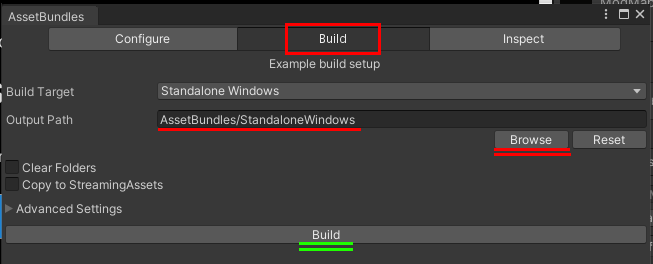 AssetBundles
Configure Build Inspect
Example build setup
Build Target Standalone Windows
Output Path AssetBundles/StandaloneWindows
Browse Reset
Clear Folders
Copy to StreamingAssets
Advanced Settings
Build